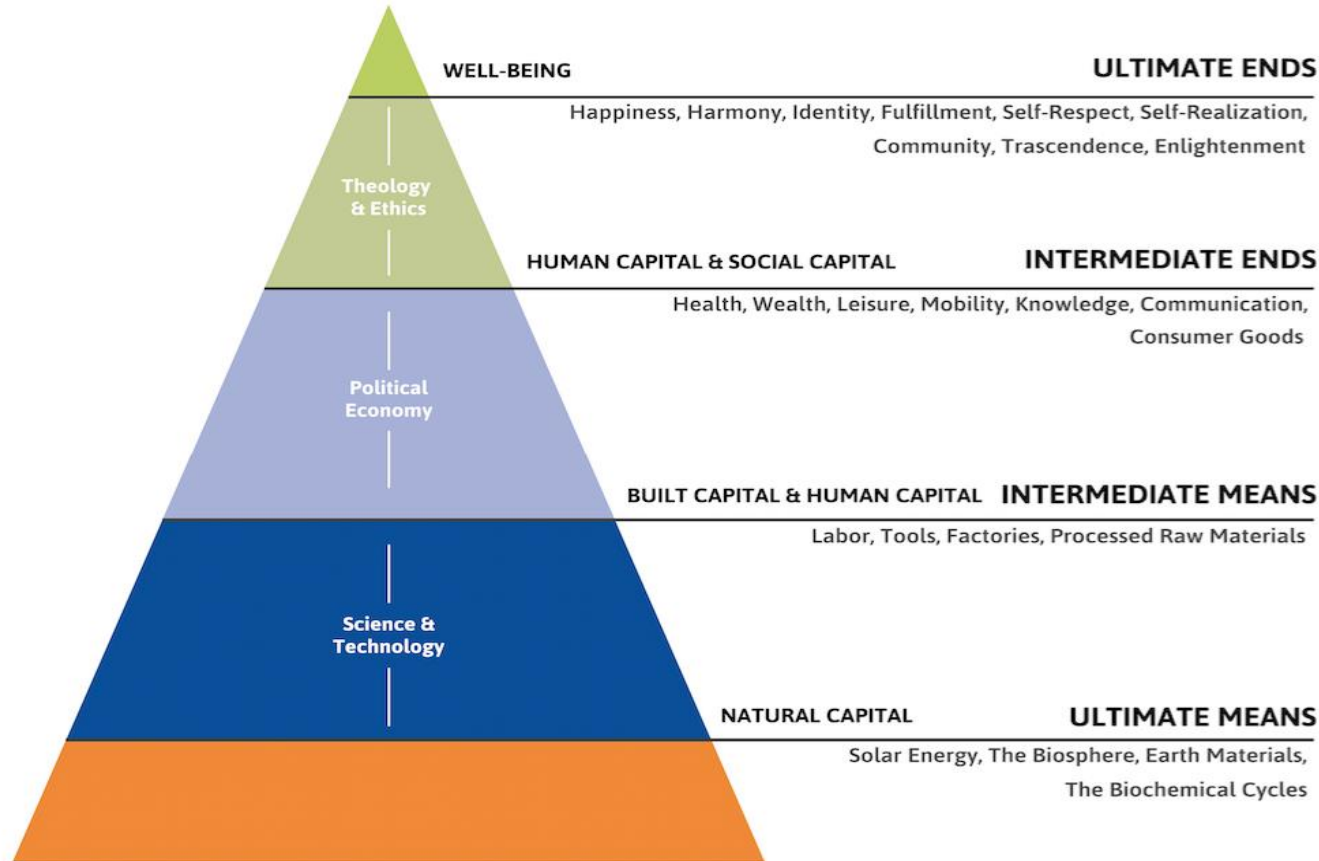 WELL-BEING
ULTIMATE ENDS
Happiness, Harmony, Identity, Fulfillment, Self-Respect, Self-Realization,
Community, Trascendence, Enlightenment
Theology
& Ethics
HUMAN CAPITAL & SOCIAL CAPITAL
INTERMEDIATE ENDS
Health, Wealth, Leisure, Mobility, Knowledge, Communication,
Consumer Goods
Political
Economy
BUILT CAPITAL & HUMAN CAPITAL
INTERMEDIATE MEANS
Labor, Tools, Factories, Processed Raw Materials
Science &
Technology
NATURAL CAPITAL
ULTIMATE MEANS
Solar Energy, The Biosphere, Earth Materials,
The Biochemical Cycles